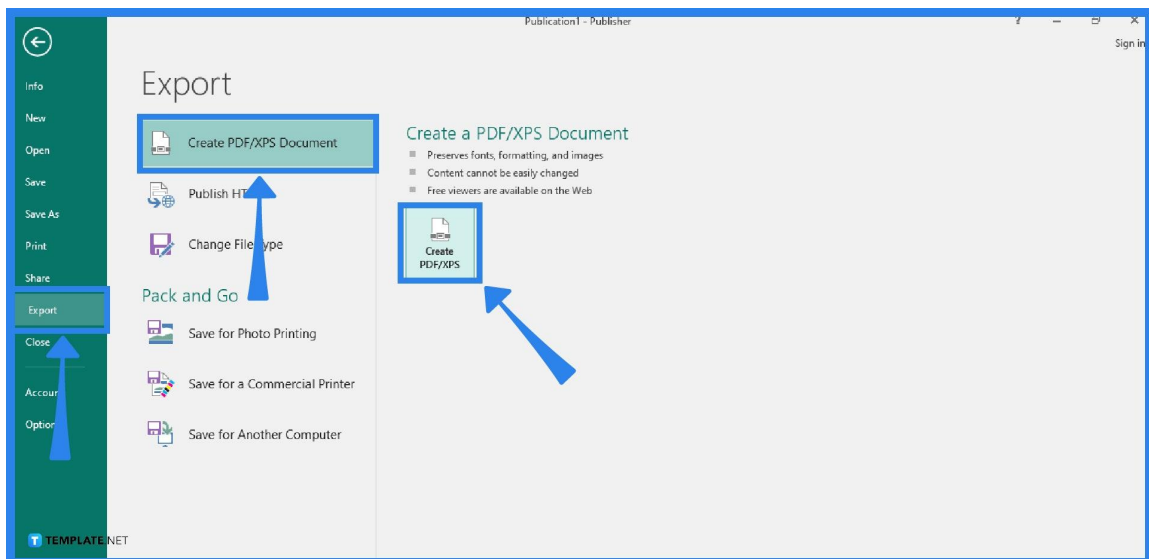 Publication1 - Publisher
?
Sign in
Info
New
Open
Save
Save As
Print
Share
Export
Close
Export
Create PDF/XPS Document
Publish
Change File ype
Pack and Go
Save for Photo Printing
Save for a Commercial Printer
Save for Another Computer
Create a PDF/XPS Document
Preserves fonts, formatting, and images
Content cannot be easily changed
Free viewers are available on the Web
Create
PDF/XPS
T TEMPLATE.NET